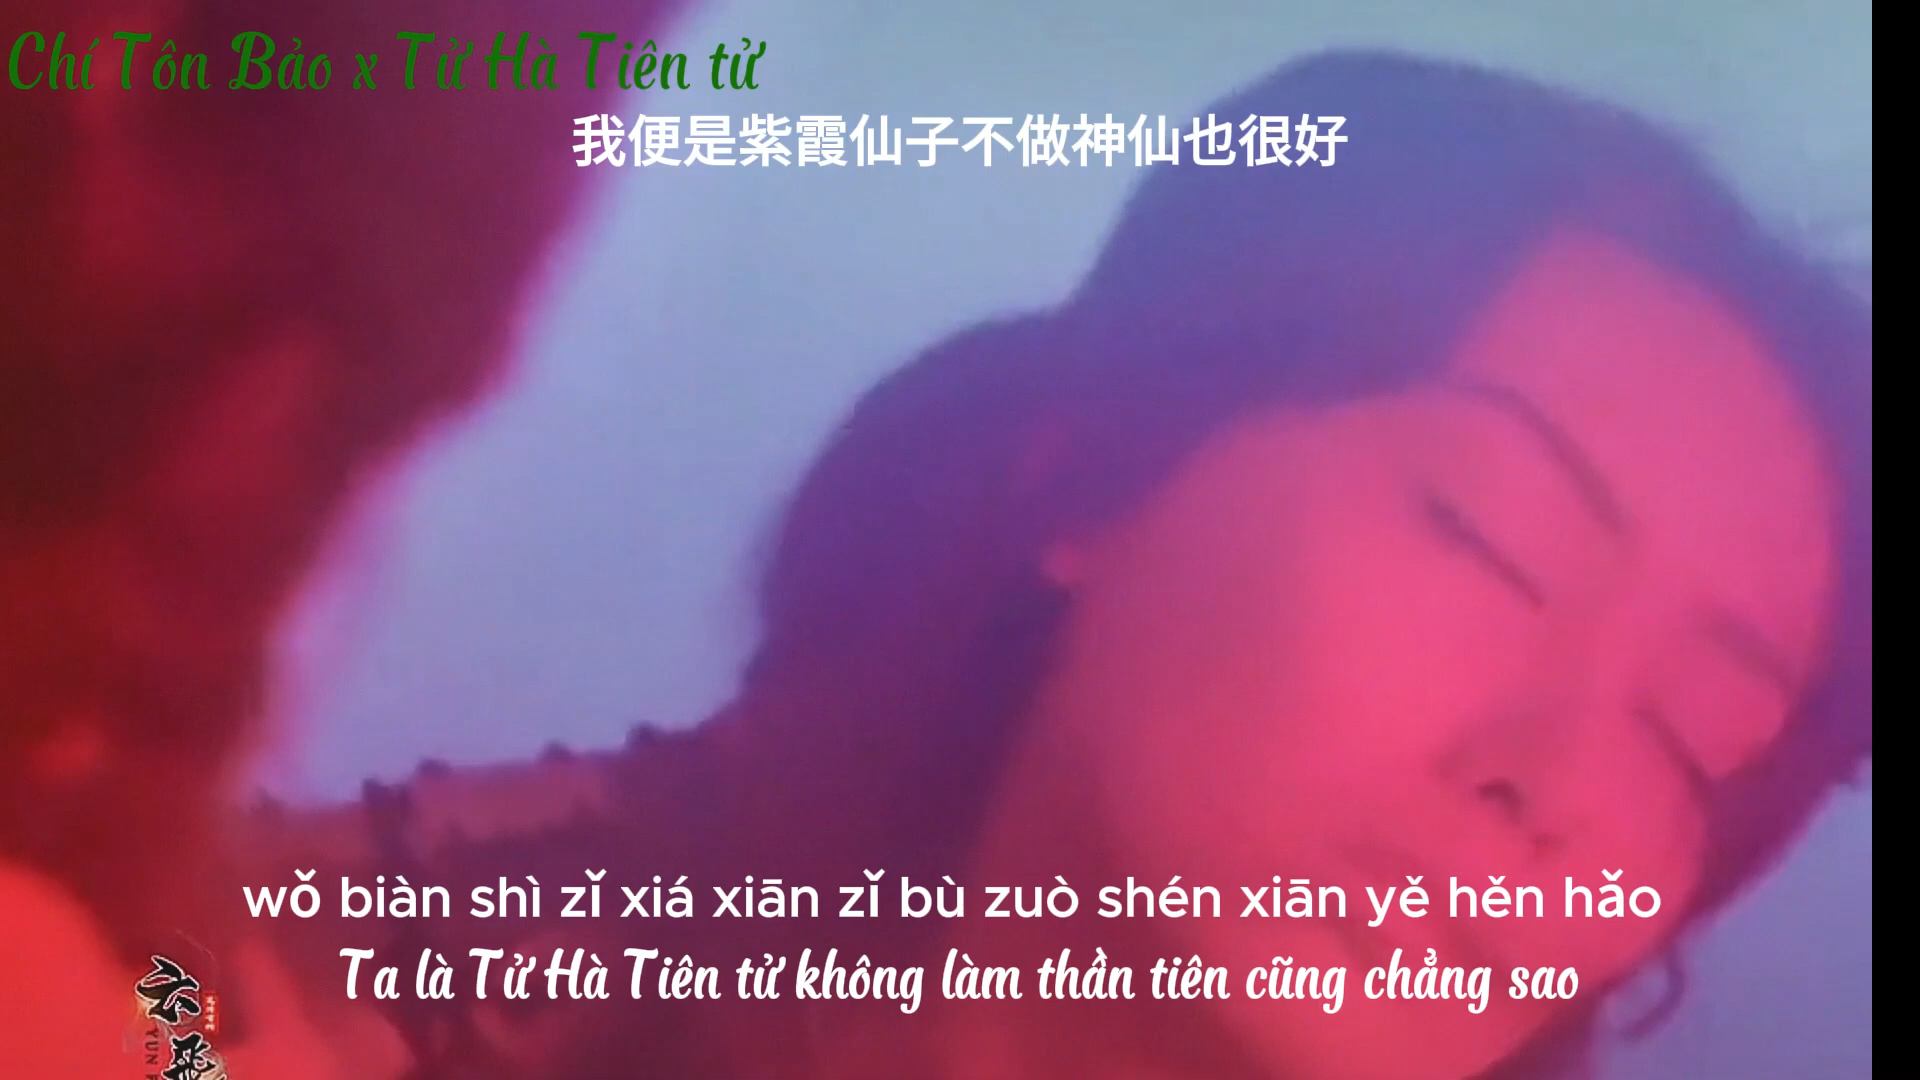 Chí Tôn Bảo x Tử Hà Tiên tử
我便是紫霞仙子不做神仙也很好
wǒ biàn shì zǐ xiá xiān zǐ bù zuò shén xiān yě hěn hǎo
Ta là Tử Hà Tiên tử không làm thần tiên cũng chẳng sao
YUN